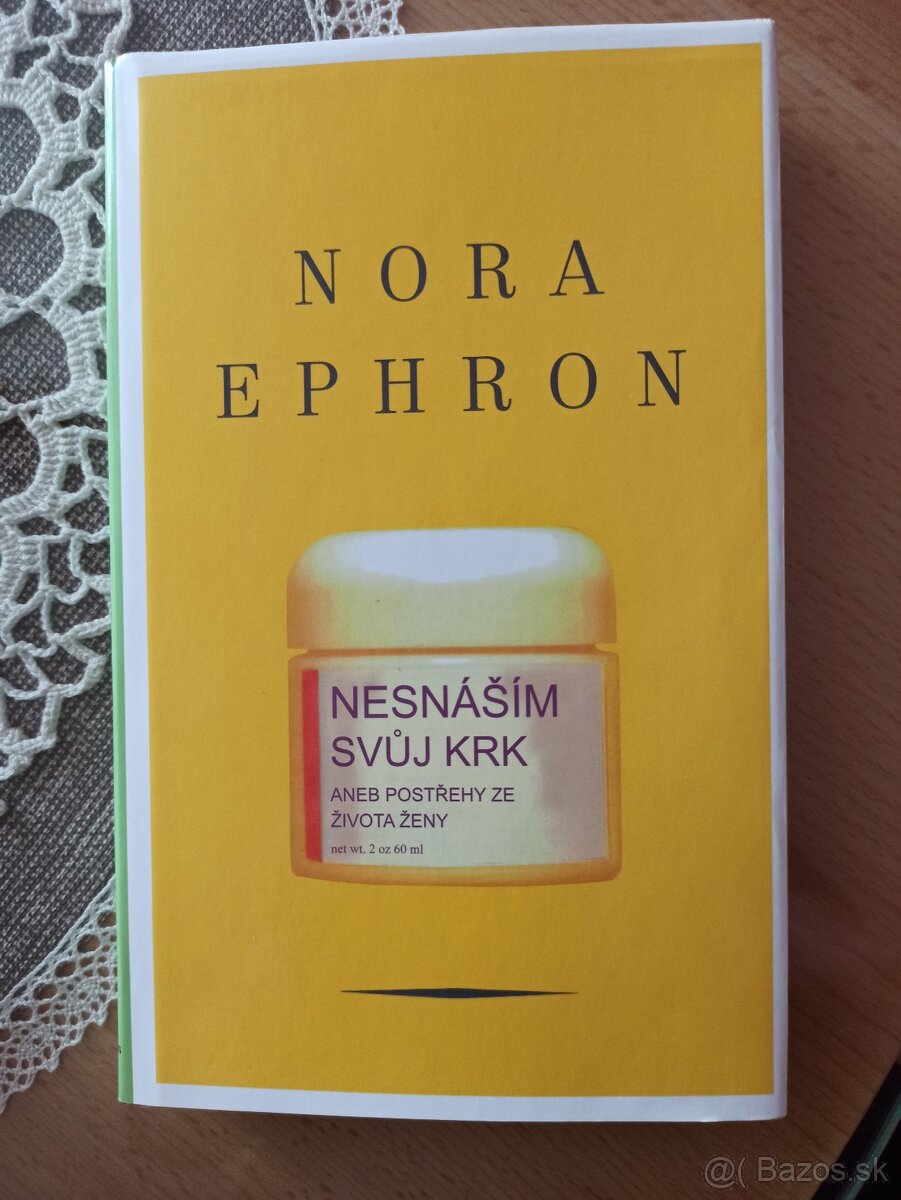 NORA
EPHRON
NESNÁŠÍM
SVŮJ KRK
ANEB POSTŘEHY ZE
ŽIVOTA ŽENY
net wt. 2 oz 60 ml
@( Bazos.sk